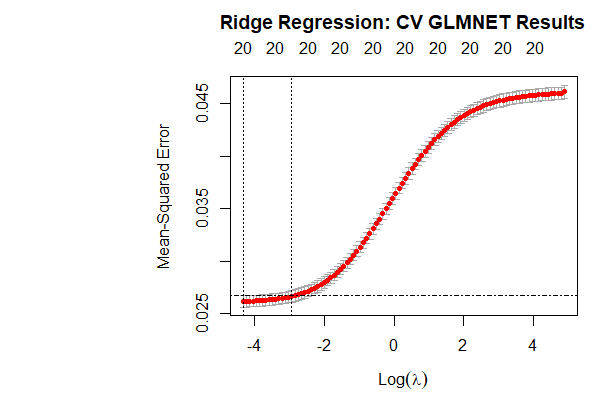 Ridge Regression: CV GLMNET Results
20 20 20 20 20 20 20 20 20 20
0.045
0.035
0.025
Mean-Squared Error
-4 -2 0 2 4
Log(λ)